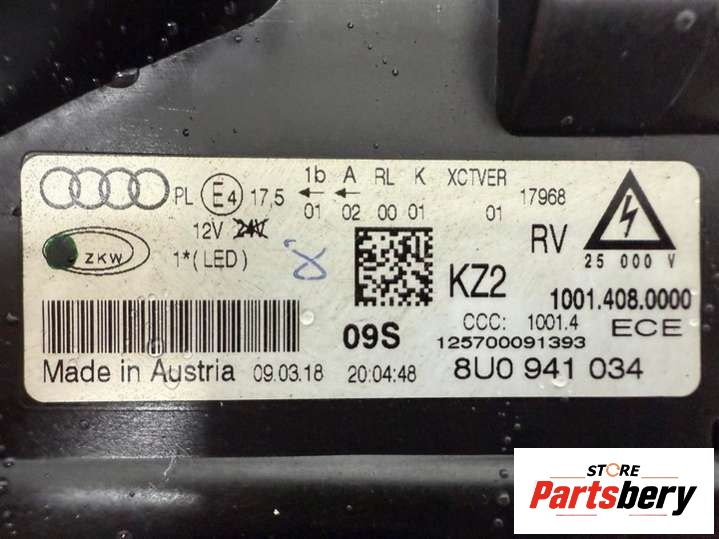 PL E4 17,5 1b A RL K XCTVER 17968
01 02 00 01 01
12V 24V
ZKW 1*(LED) 8 RV
25 000 V
KZ2 1001.408.0000
09S CCC: 1001.4 ECE
125700091393
Made in Austria 09.03.18 20:04:48 8U0 941 034
STORE
Partsbery